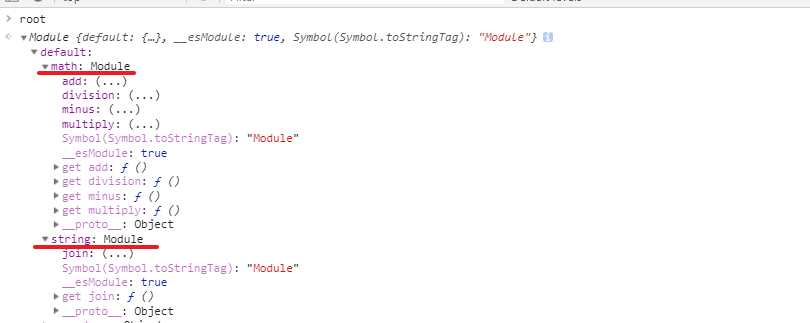 root
Module {default: {…}, __esModule: true, Symbol(Symbol.toStringTag): "Module"}
default:
math: Module
add: (...)
division: (...)
minus: (...)
multiply: (...)
Symbol(Symbol.toStringTag): "Module"
__esModule: true
get add: ƒ ()
get division: ƒ ()
get minus: ƒ ()
get multiply: ƒ ()
__proto__: Object
string: Module
join: (...)
Symbol(Symbol.toStringTag): "Module"
__esModule: true
get join: ƒ ()
__proto__: Object